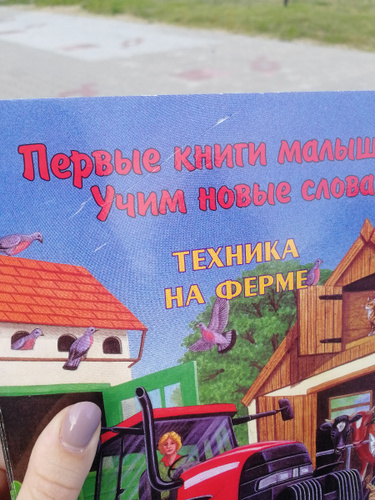 Первые книги малыш
Учим новые слова
ТЕХНИКА
НА ФЕРМЕ